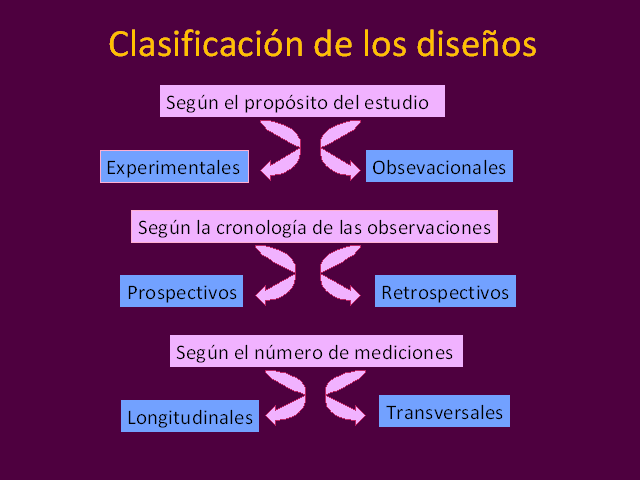 Clasificación de los diseños
Según el propósito del estudio
Experimentales
Obsevacionales
Según la cronología de las observaciones
Prospectivos
Retrospectivos
Según el número de mediciones
Longitudinales
Transversales